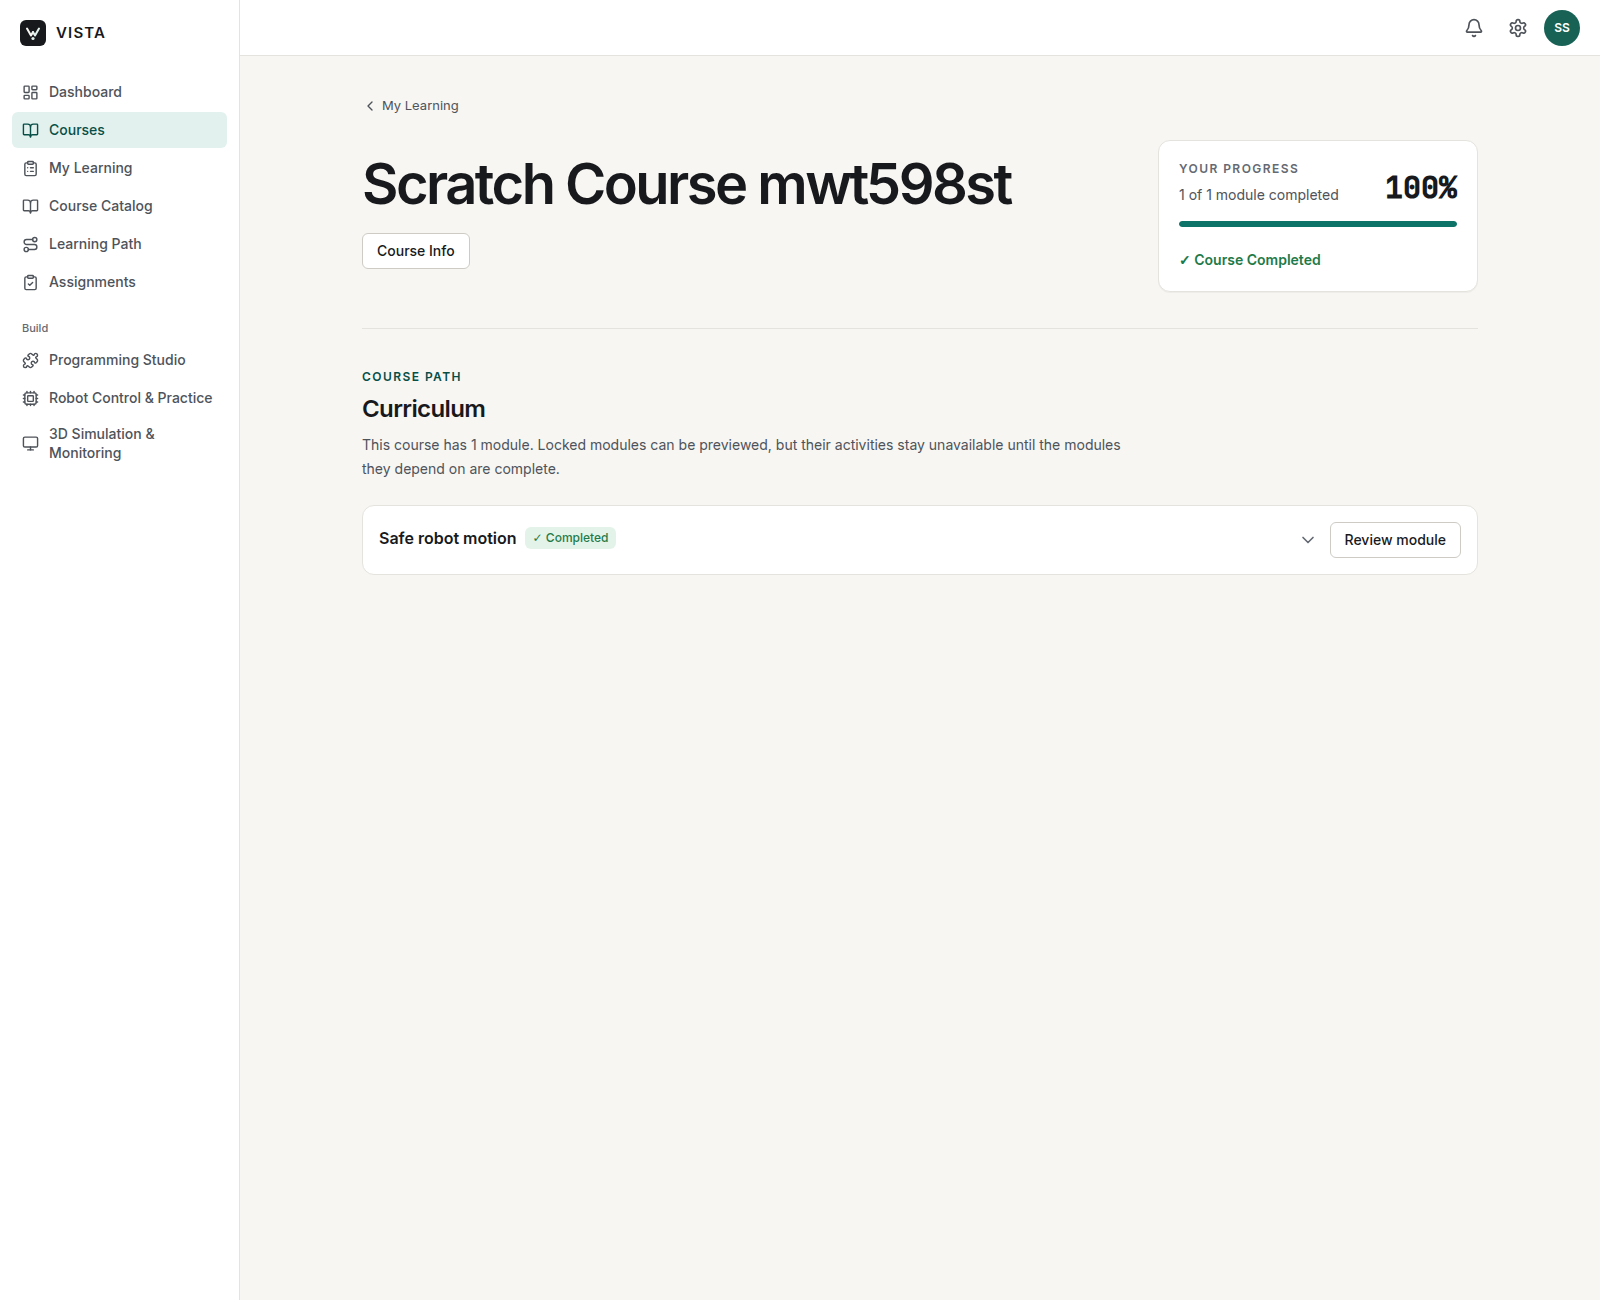 VISTA
SS
Dashboard
Courses
My Learning
Course Catalog
Learning Path
Assignments
Build
Programming Studio
Robot Control & Practice
3D Simulation &
Monitoring
My Learning
Scratch Course mwt598st
Course Info
YOUR PROGRESS
1 of 1 module completed
100%
✓ Course Completed
COURSE PATH
Curriculum
This course has 1 module. Locked modules can be previewed, but their activities stay unavailable until the modules
they depend on are complete.
Safe robot motion
✓ Completed
Review module